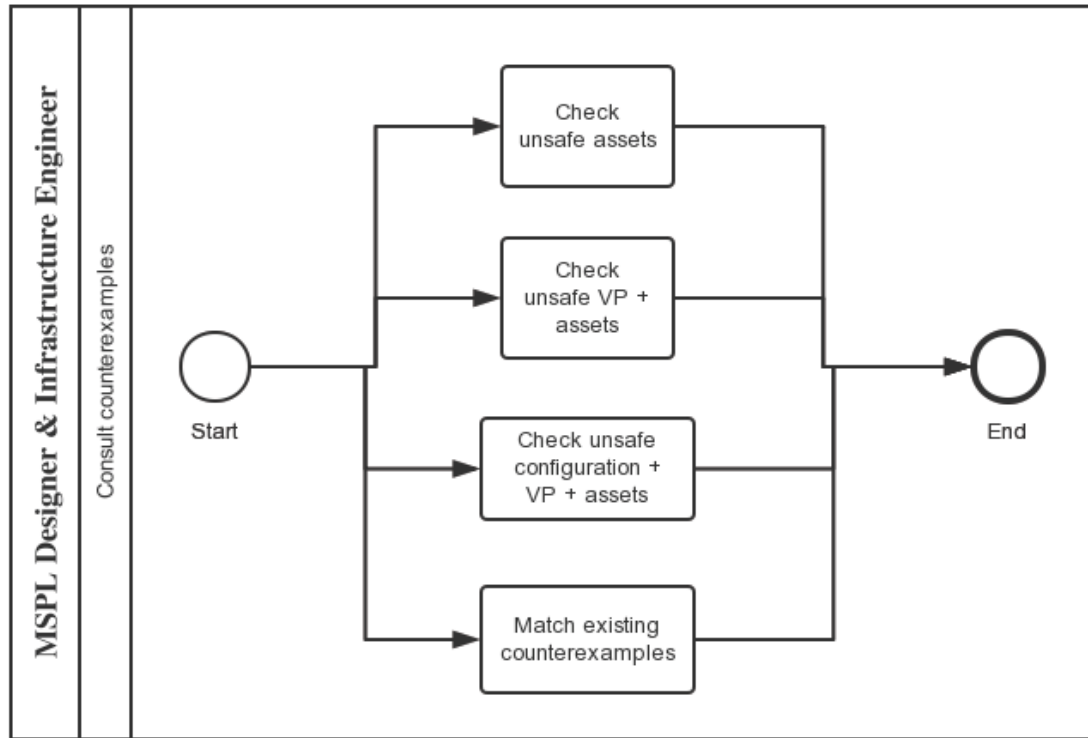 MSPL Designer & Infrastructure Engineer
Consult counterexamples
Check
unsafe assets
Check
unsafe VP +
assets
Start
End
Check unsafe
configuration +
VP + assets
Match existing
counterexamples